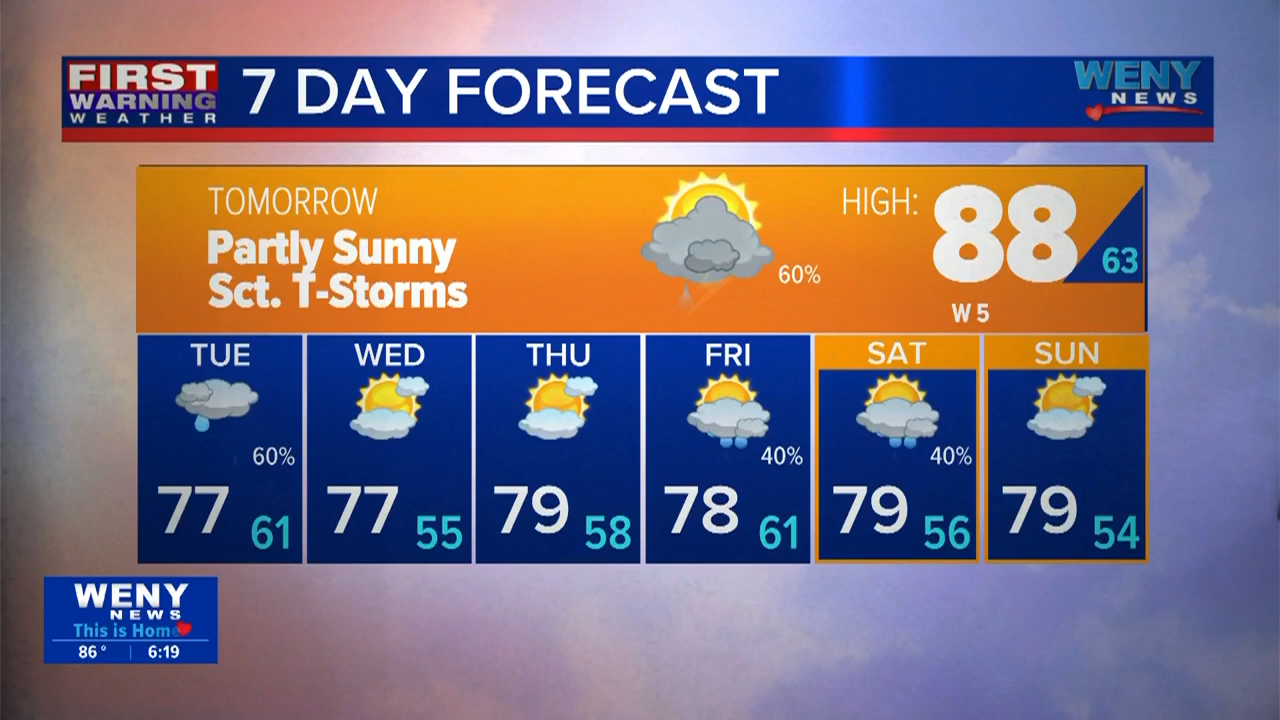 FIRST
WARNING
WEATHER
7 DAY FORECAST
WENY
NEWS
TOMORROW
Partly Sunny
Sct. T-Storms
60%
HIGH:
88
63
W 5
TUE
60%
77 61
WED
77 55
THU
79 58
FRI
40%
78 61
SAT
40%
79 56
SUN
79 54
WENY
NEWS
This is Home
86° | 6:19